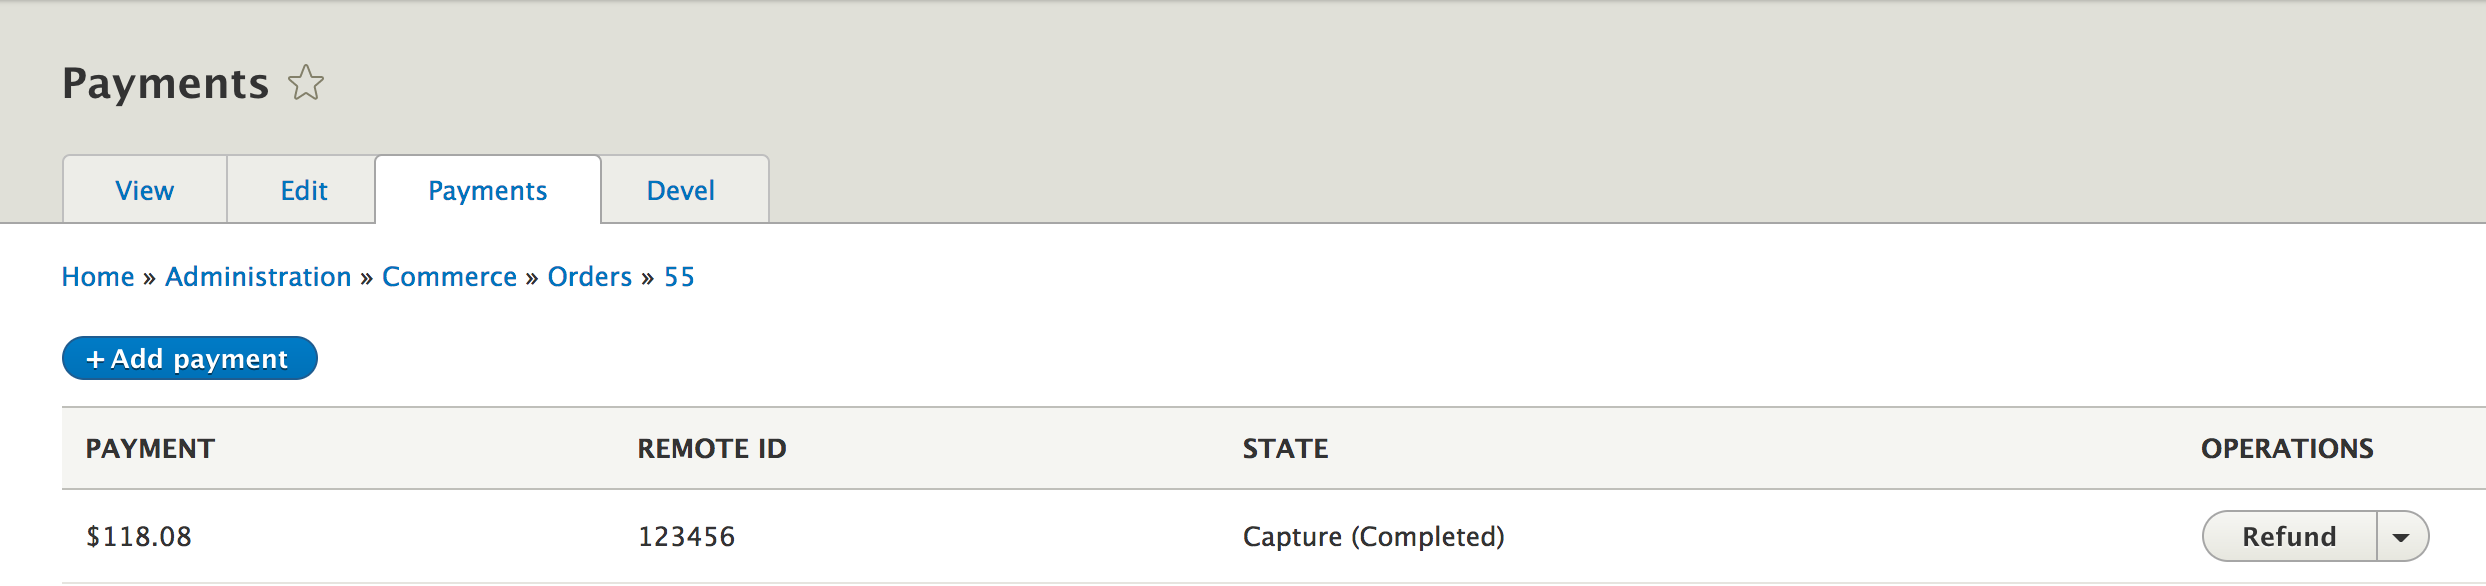 Payments
View Edit Payments Devel
Home » Administration » Commerce » Orders » 55
+ Add payment
PAYMENT REMOTE ID STATE OPERATIONS
$118.08 123456 Capture (Completed) Refund